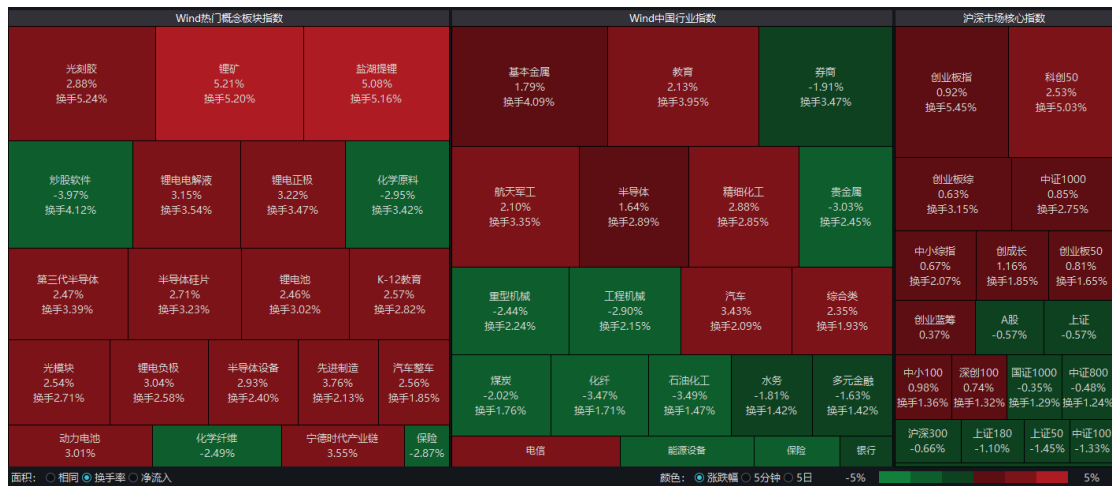 Wind热门概念板块指数
光刻胶
2.88%
换手5.24%
锂矿
5.21%
换手5.20%
盐湖提锂
5.08%
换手5.16%
炒股软件
-3.97%
换手4.12%
锂电电解液
3.15%
换手3.54%
锂电正极
3.22%
换手3.47%
化学原料
-2.95%
换手3.42%
第三代半导体
2.47%
换手3.39%
半导体硅片
2.71%
换手3.23%
锂电池
2.46%
换手3.02%
K-12教育
2.57%
换手2.82%
光模块
2.54%
换手2.71%
锂电负极
3.04%
换手2.58%
半导体设备
2.93%
换手2.40%
先进制造
3.76%
换手2.13%
汽车整车
2.56%
换手1.85%
动力电池
3.01%
化学纤维
-2.49%
宁德时代产业链
3.55%
保险
-2.87%
Wind中国行业指数
基本金属
1.79%
换手4.09%
教育
2.13%
换手3.95%
券商
-1.91%
换手3.47%
航天军工
2.10%
换手3.35%
半导体
1.64%
换手2.89%
精细化工
2.88%
换手2.85%
贵金属
-3.03%
换手2.45%
重型机械
-2.44%
换手2.24%
工程机械
-2.90%
换手2.15%
汽车
3.43%
换手2.09%
综合类
2.35%
换手1.93%
煤炭
-2.02%
换手1.76%
化纤
-3.47%
换手1.71%
石油化工
-3.49%
换手1.47%
水务
-1.81%
换手1.42%
多元金融
-1.63%
换手1.42%
电信
能源设备
保险
银行
沪深市场核心指数
创业板指
0.92%
换手5.45%
科创50
2.53%
换手5.03%
创业板综
0.63%
换手3.15%
中证1000
0.85%
换手2.75%
中小综指
0.67%
换手2.07%
创成长
1.16%
换手1.85%
创业板50
0.81%
换手1.65%
创业蓝筹
0.37%
A股
-0.57%
上证
-0.57%
中小100
0.98%
换手1.36%
深创100
0.74%
换手1.32%
国证1000
-0.35%
换手1.29%
中证800
-0.48%
换手1.24%
沪深300
-0.66%
上证180
-1.10%
上证50
-1.45%
中证100
-1.33%
面积： 相同 换手率 净流入
颜色： 涨跌幅 5分钟 5日 -5% 5%